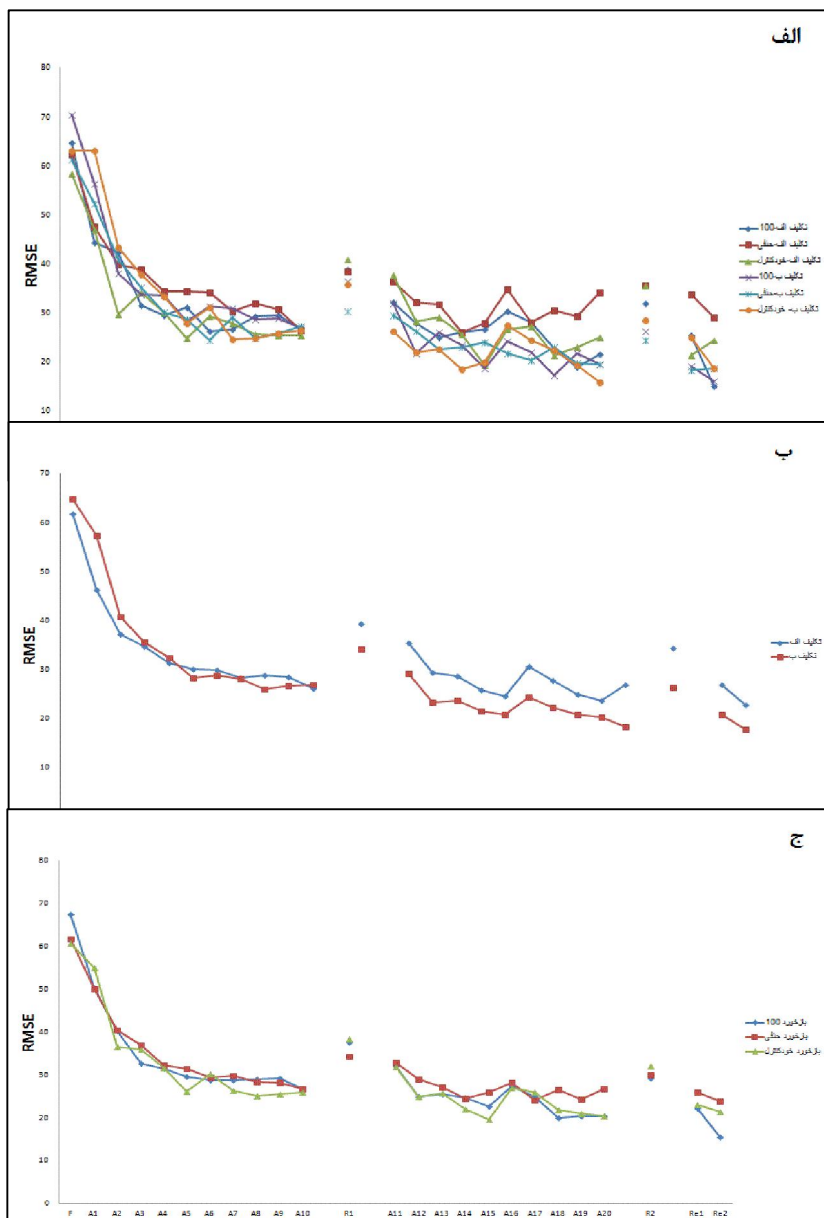 الف
80
70
60
50
40
30
20
10
RMSE
تکلیف الف-100
تکلیف الف-حذفی
تکلیف الف-خودکنترل
تکلیف ب-100
تکلیف ب-حذفی
تکلیف ب- خودکنترل
ب
70
60
50
40
30
20
10
RMSE
تکلیف الف
تکلیف ب
ج
80
70
60
50
40
30
20
10
0
RMSE
بازخورد 100
بازخورد حذفی
بازخورد خودکنترل
P A1 A2 A3 A4 A5 A6 A7 A8 A9 A10 R1 A11 A12 A13 A14 A15 A16 A17 A18 A19 A20 R2 Re1 Re2